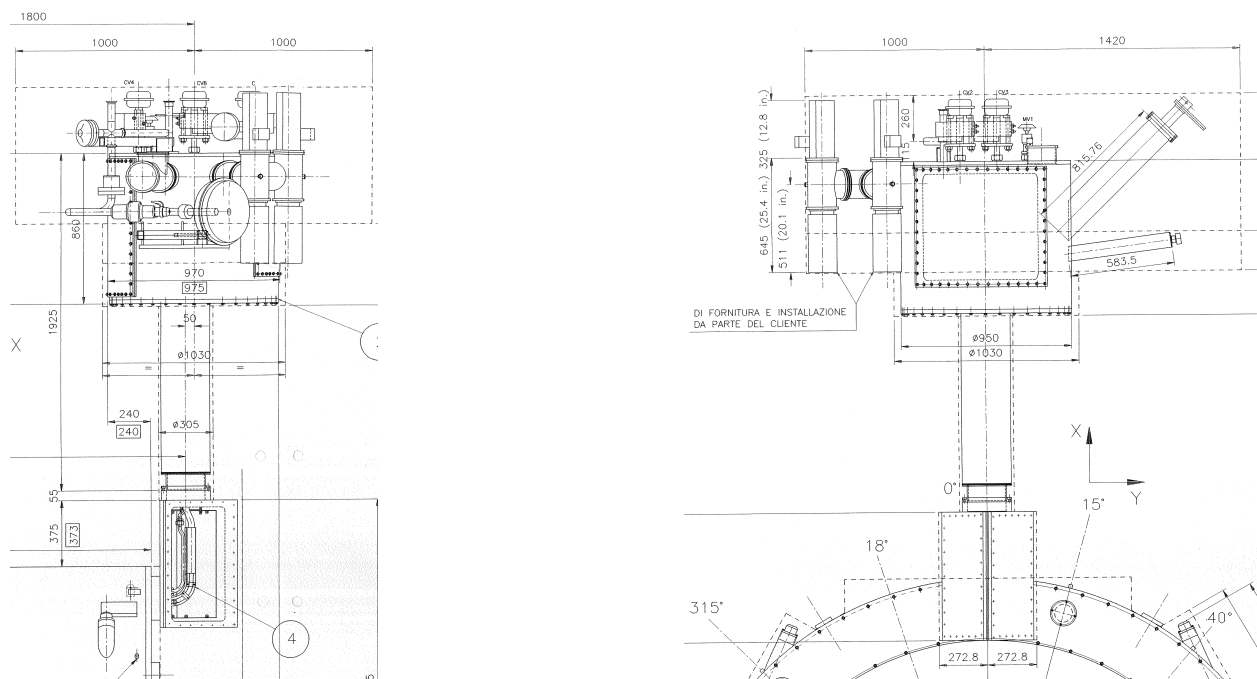 1800
1000
1000
CV4
CV8
C
860
970
975
50
1925
X
ø1030
=
=
240
240
ø305
55
375
373
4
1000
1420
CV2
CV3
MV1
260
15
325 (12.8 in.)
645 (25.4 in.)
511 (20.1 in.)
815.76
583.5
DI FORNITURA E INSTALLAZIONE
DA PARTE DEL CLIENTE
ø950
ø1030
X
Y
0°
15°
18°
315°
40°
272.8
272.8